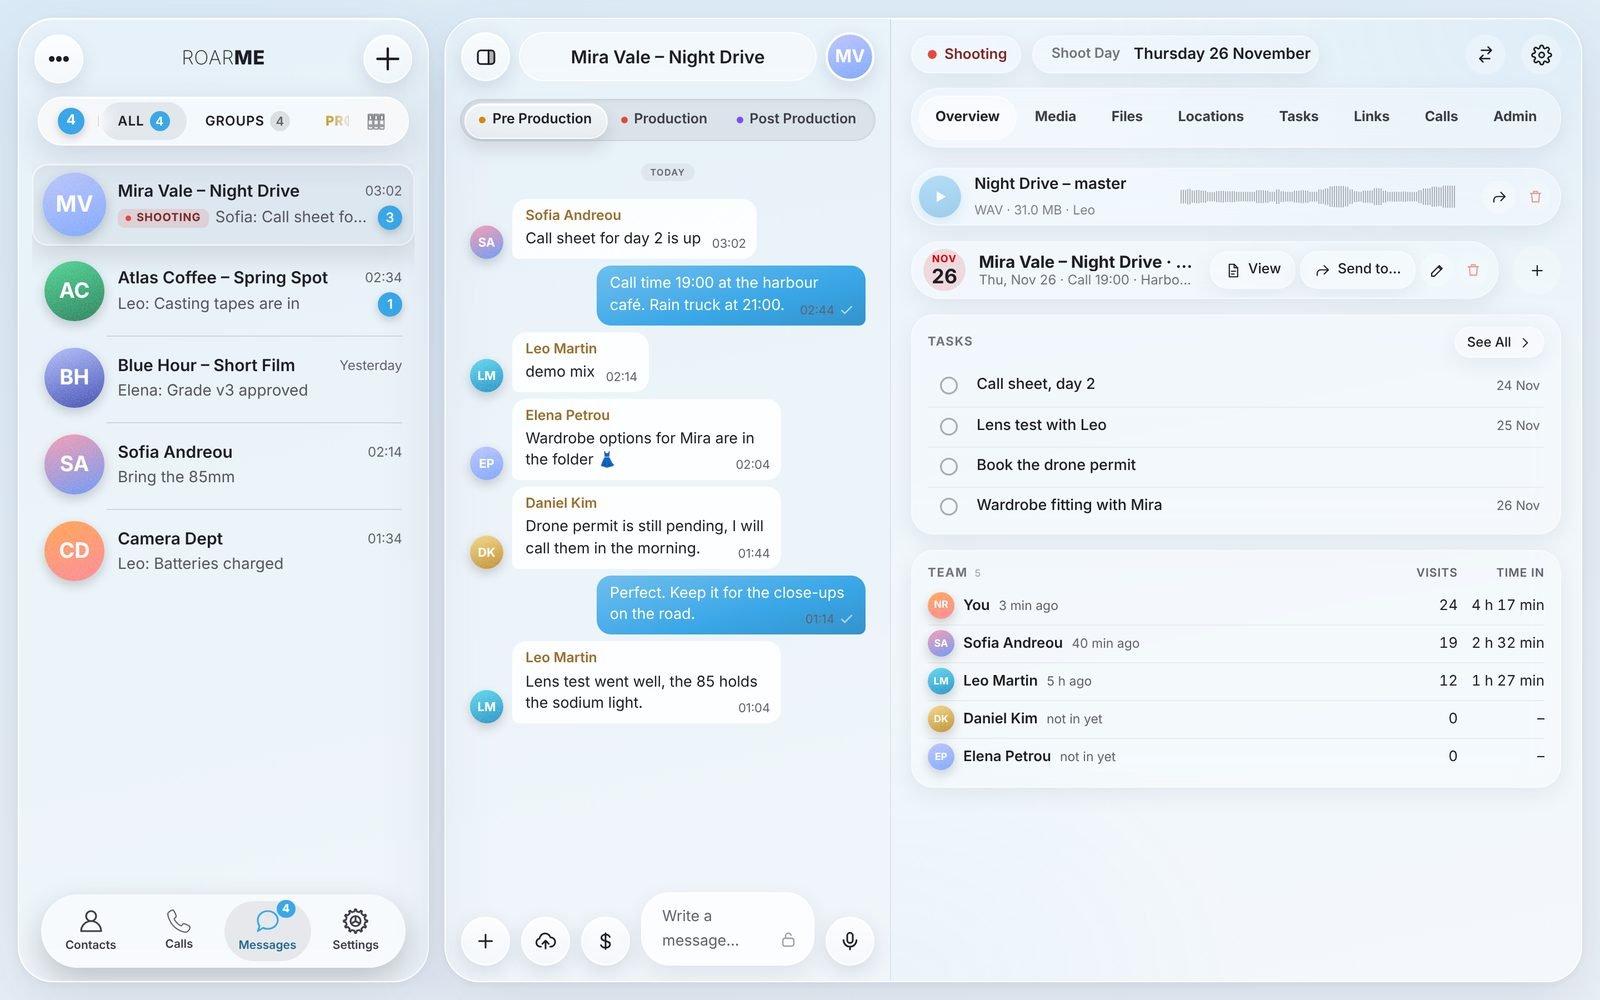 ROARME
4
ALL 4
GROUPS 4
MV
Mira Vale – Night Drive
03:02
SHOOTING
Sofia: Call sheet fo...
3
AC
Atlas Coffee – Spring Spot
02:34
Leo: Casting tapes are in
1
BH
Blue Hour – Short Film
Yesterday
Elena: Grade v3 approved
SA
Sofia Andreou
02:14
Bring the 85mm
CD
Camera Dept
01:34
Leo: Batteries charged
Contacts
Calls
4
Messages
Settings
Mira Vale – Night Drive
MV
Pre Production
Production
Post Production
TODAY
Sofia Andreou
SA
Call sheet for day 2 is up 03:02
Call time 19:00 at the harbour
café. Rain truck at 21:00. 02:44
Leo Martin
LM
demo mix 02:14
Elena Petrou
Wardrobe options for Mira are in
EP
the folder 👗 02:04
Daniel Kim
Drone permit is still pending, I will
DK
call them in the morning. 01:44
Perfect. Keep it for the close-ups
on the road. 01:14
Leo Martin
Lens test went well, the 85 holds
LM
the sodium light. 01:04
$
Write a
message...
Shooting
Shoot Day Thursday 26 November
Overview
Media
Files
Locations
Tasks
Links
Calls
Admin
Night Drive – master
WAV · 31.0 MB · Leo
NOV
26
Mira Vale – Night Drive · ...
Thu, Nov 26 · Call 19:00 · Harbo...
View
Send to...
TASKS
See All
Call sheet, day 2
24 Nov
Lens test with Leo
25 Nov
Book the drone permit
Wardrobe fitting with Mira
26 Nov
TEAM 5
VISITS
TIME IN
NR
You 3 min ago
24
4 h 17 min
SA
Sofia Andreou 40 min ago
19
2 h 32 min
LM
Leo Martin 5 h ago
12
1 h 27 min
DK
Daniel Kim not in yet
0
–
EP
Elena Petrou not in yet
0
–